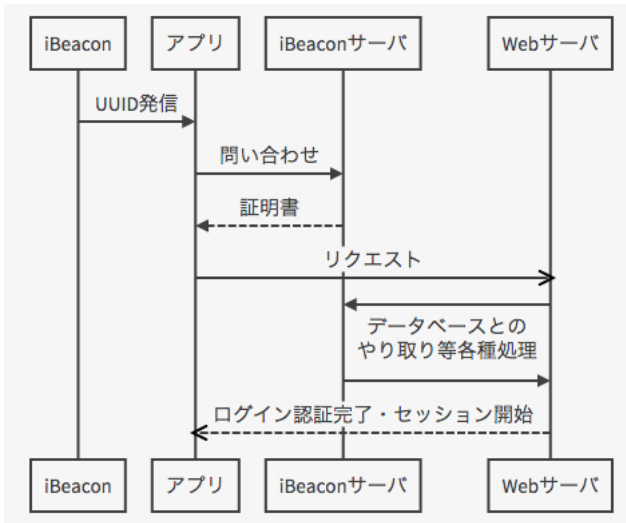 iBeacon
アプリ
iBeaconサーバ
Webサーバ
UUID発信
問い合わせ
証明書
リクエスト
データベースとの
やり取り等各種処理
ログイン認証完了・セッション開始
iBeacon
アプリ
iBeaconサーバ
Webサーバ